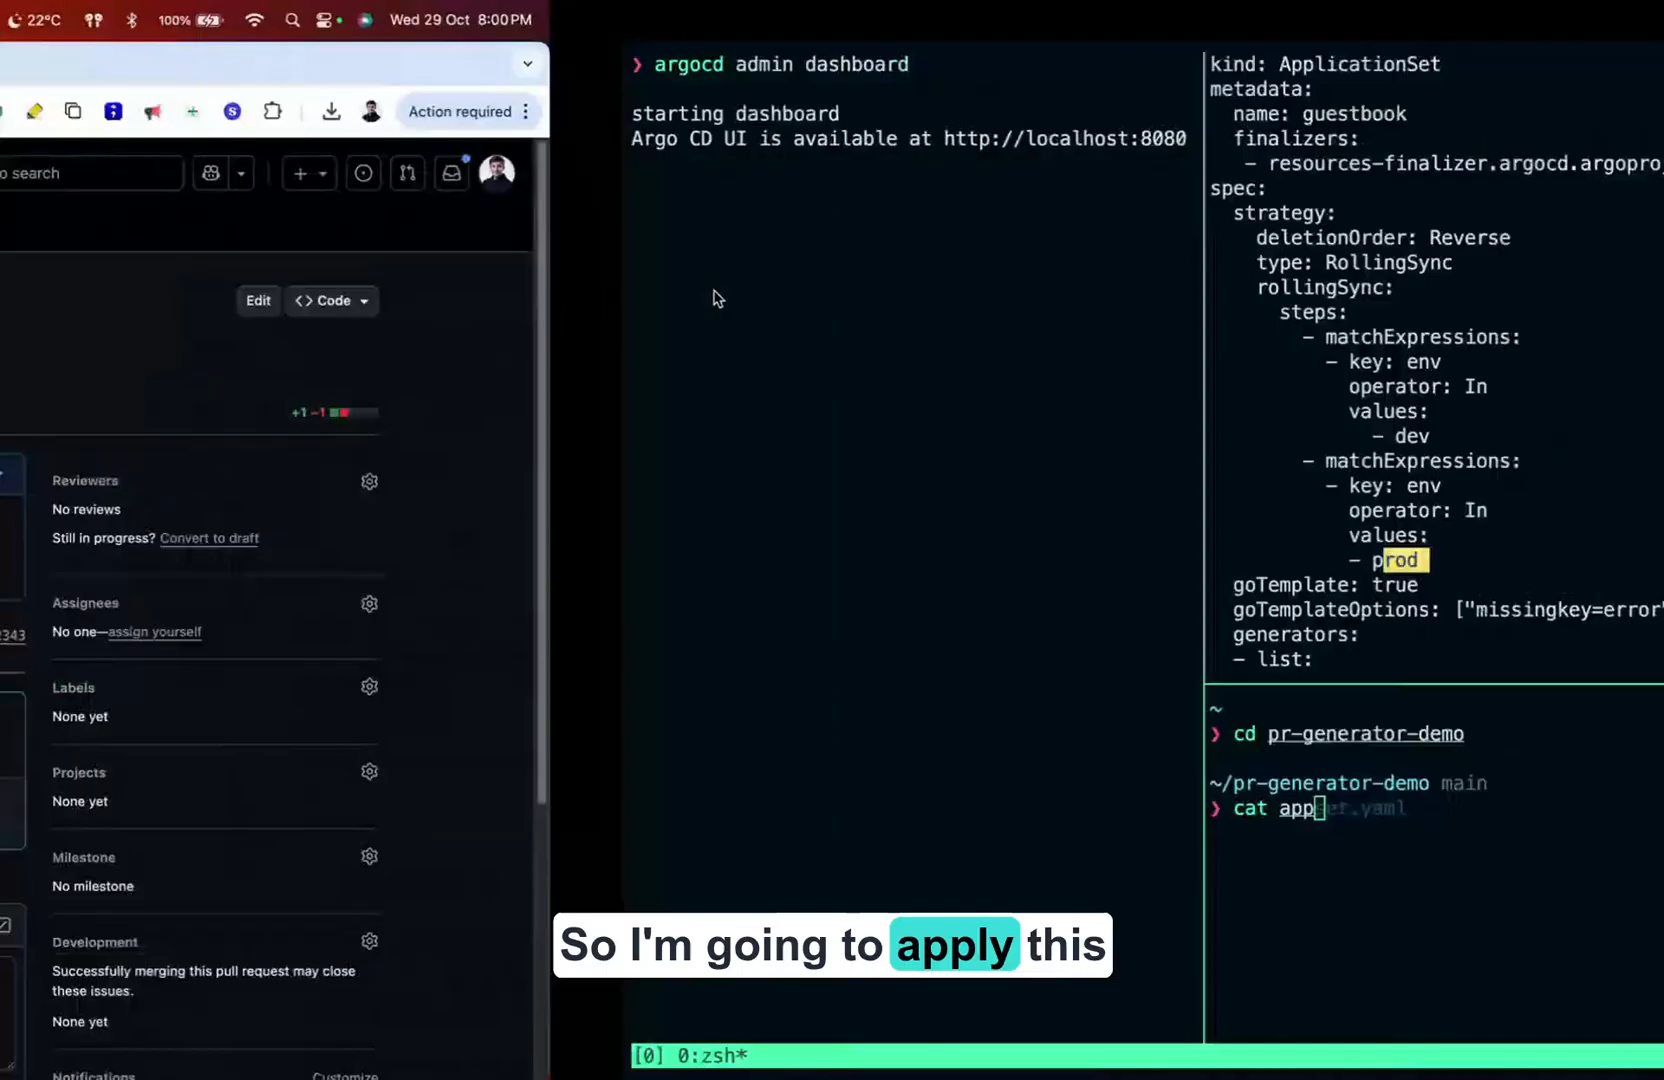 22°C
100%
Wed 29 Oct 8:00 PM
Action required
o search
Edit
<> Code
+1 −1
Reviewers
No reviews
Still in progress? Convert to draft
Assignees
No one—assign yourself
2343
Labels
None yet
Projects
None yet
Milestone
No milestone
Development
Successfully merging this pull request may close
these issues.
None yet
Notifications
Customize
❯ argocd admin dashboard
starting dashboard
Argo CD UI is available at http://localhost:8080
kind: ApplicationSet
metadata:
name: guestbook
finalizers:
- resources-finalizer.argocd.argoproj
spec:
strategy:
deletionOrder: Reverse
type: RollingSync
rollingSync:
steps:
- matchExpressions:
- key: env
operator: In
values:
- dev
- matchExpressions:
- key: env
operator: In
values:
- prod
goTemplate: true
goTemplateOptions: ["missingkey=error"
generators:
- list:
~
❯ cd pr-generator-demo
~/pr-generator-demo main
❯ cat appset.yaml
So I'm going to apply this
[0] 0:zsh*